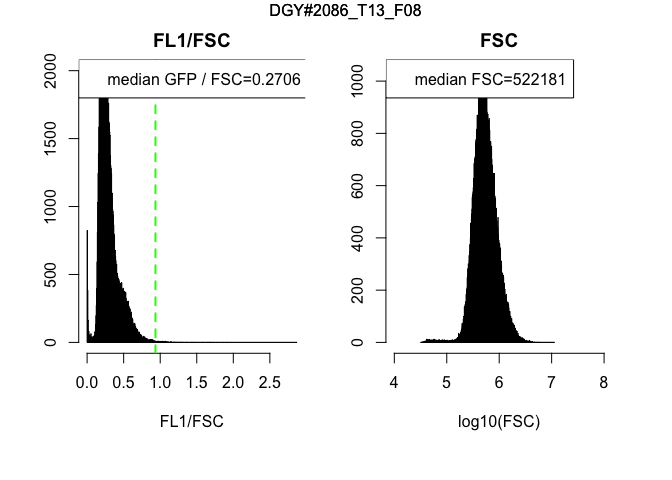 DGY#2086_T13_F08
FL1/FSC
median GFP / FSC=0.2706
0
500
1000
1500
2000
0.0 0.5 1.0 1.5 2.0 2.5
FL1/FSC
FSC
median FSC=522181
0
200
400
600
800
1000
4 5 6 7 8
log10(FSC)